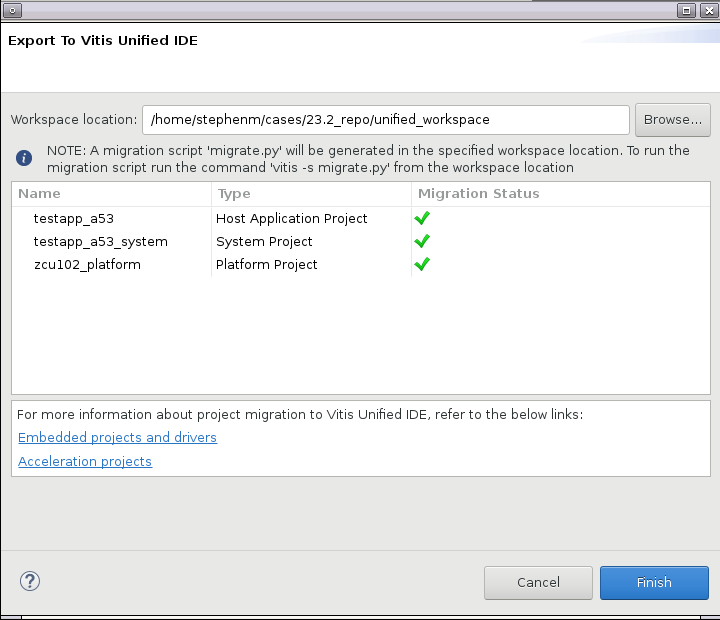 Export To Vitis Unified IDE
Workspace location: /home/stephenm/cases/23.2_repo/unified_workspace Browse...
NOTE: A migration script 'migrate.py' will be generated in the specified workspace location. To run the
migration script run the command 'vitis -s migrate.py' from the workspace location
Name Type Migration Status
testapp_a53 Host Application Project
testapp_a53_system System Project
zcu102_platform Platform Project
For more information about project migration to Vitis Unified IDE, refer to the below links:
Embedded projects and drivers
Acceleration projects
Cancel Finish